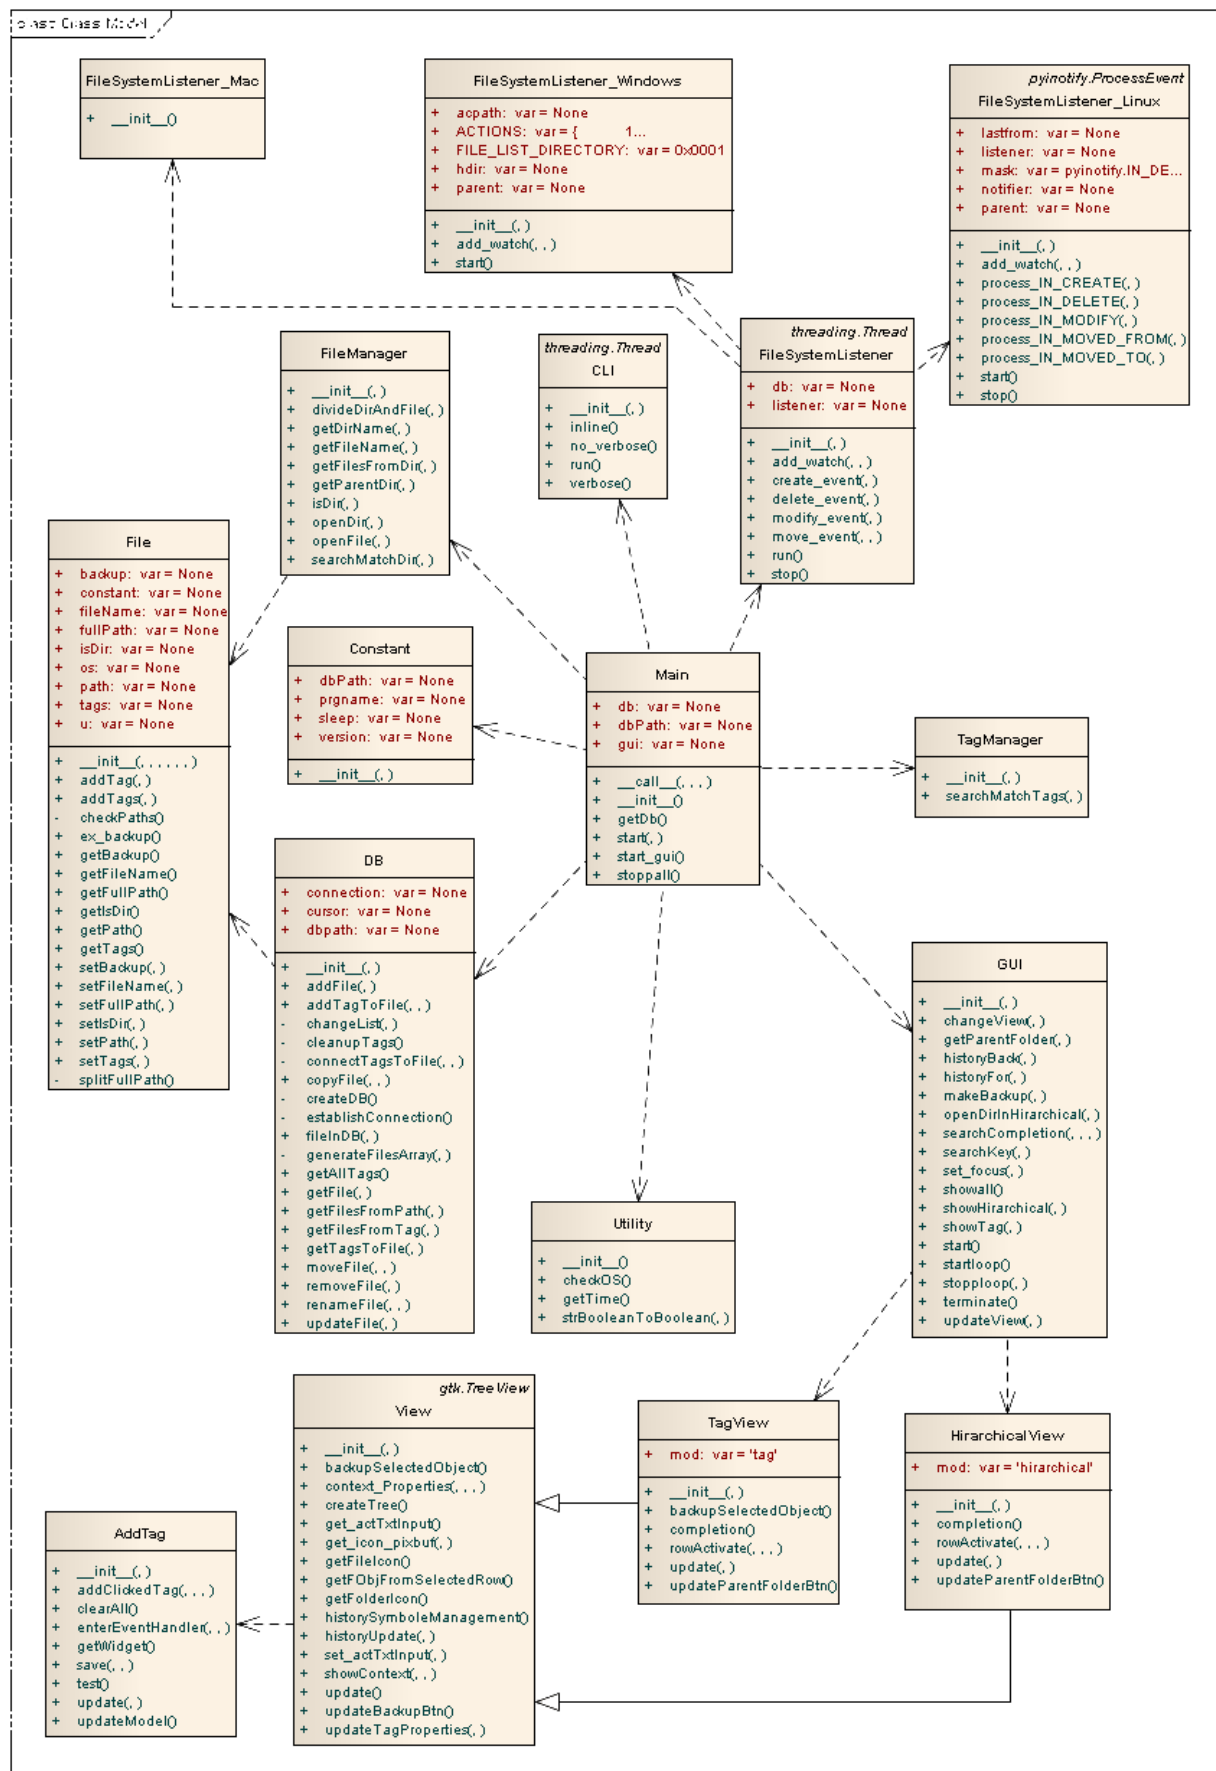 class Class Model
FileSystemListener_Mac
+ __init__()
FileSystemListener_Windows
+ acpath: var = None
+ ACTIONS: var = { 1...
+ FILE_LIST_DIRECTORY: var = 0x0001
+ hdir: var = None
+ parent: var = None
+ __init__(, )
+ add_watch(, , )
+ start()
pyinotify.ProcessEvent
FileSystemListener_Linux
+ lastfrom: var = None
+ listener: var = None
+ mask: var = pyinotify.IN_DE...
+ notifier: var = None
+ parent: var = None
+ __init__(, )
+ add_watch(, , )
+ process_IN_CREATE(, )
+ process_IN_DELETE(, )
+ process_IN_MODIFY(, )
+ process_IN_MOVED_FROM(, )
+ process_IN_MOVED_TO(, )
+ start()
+ stop()
FileManager
+ __init__(, )
+ divideDirAndFile(, )
+ getDirName(, )
+ getFileName(, )
+ getFilesFromDir(, )
+ getParentDir(, )
+ isDir(, )
+ openDir(, )
+ openFile(, )
+ searchMatchDir(, )
threading.Thread
CLI
+ __init__(, )
+ inline()
+ no_verbose()
+ run()
+ verbose()
threading.Thread
FileSystemListener
+ db: var = None
+ listener: var = None
+ __init__(, )
+ add_watch(, , )
+ create_event(, )
+ delete_event(, )
+ modify_event(, )
+ move_event(, , )
+ run()
+ stop()
File
+ backup: var = None
+ constant: var = None
+ fileName: var = None
+ fullPath: var = None
+ isDir: var = None
+ os: var = None
+ path: var = None
+ tags: var = None
+ u: var = None
+ __init__(, , , , , , )
+ addTag(, )
+ addTags(, )
- checkPaths()
+ ex_backup()
+ getBackup()
+ getFileName()
+ getFullPath()
+ getIsDir()
+ getPath()
+ getTags()
+ setBackup(, )
+ setFileName(, )
+ setFullPath(, )
+ setIsDir(, )
+ setPath(, )
+ setTags(, )
- splitFullPath()
Constant
+ dbPath: var = None
+ prgname: var = None
+ sleep: var = None
+ version: var = None
+ __init__(, )
Main
+ db: var = None
+ dbPath: var = None
+ gui: var = None
+ __call__(, , , )
+ __init__()
+ getDb()
+ start(, )
+ start_gui()
+ stoppall()
TagManager
+ __init__(, )
+ searchMatchTags(, )
DB
+ connection: var = None
+ cursor: var = None
+ dbpath: var = None
+ __init__(, )
+ addFile(, )
+ addTagToFile(, , )
- changeList(, )
- cleanupTags()
- connectTagsToFile(, , )
+ copyFile(, , )
- createDB()
- establishConnection()
+ fileInDB(, )
- generateFilesArray(, )
+ getAllTags()
+ getFile(, )
+ getFilesFromPath(, )
+ getFilesFromTag(, )
+ getTagsToFile(, )
+ moveFile(, , )
+ removeFile(, )
+ renameFile(, , )
+ updateFile(, )
GUI
+ __init__(, )
+ changeView(, )
+ getParentFolder(, )
+ historyBack(, )
+ historyFor(, )
+ makeBackup(, )
+ openDirInHirarchical(, )
+ searchCompletion(, , , )
+ searchKey(, )
+ set_focus(, )
+ showall()
+ showHirarchical(, )
+ showTag(, )
+ start()
+ startloop()
+ stopploop(, )
+ terminate()
+ updateView(, )
Utility
+ __init__()
+ checkOS()
+ getTime()
+ strBooleanToBoolean(, )
gtk.TreeView
View
+ __init__(, )
+ backupSelectedObject()
+ context_Properties(, , , )
+ createTree()
+ get_actTxtInput()
+ get_icon_pixbuf(, )
+ getFileIcon()
+ getFObjFromSelectedRow()
+ getFolderIcon()
+ historySymboleManagement()
+ historyUpdate(, )
+ set_actTxtInput(, )
+ showContext(, , )
+ update()
+ updateBackupBtn()
+ updateTagProperties(, )
TagView
+ mod: var = 'tag'
+ __init__(, )
+ backupSelectedObject()
+ completion()
+ rowActivate(, , , )
+ update(, )
+ updateParentFolderBtn()
HirarchicalView
+ mod: var = 'hirarchical'
+ __init__(, )
+ completion()
+ rowActivate(, , , )
+ update(, )
+ updateParentFolderBtn()
AddTag
+ __init__(, )
+ addClickedTag(, , , )
+ clearAll()
+ enterEventHandler(, , )
+ getWidget()
+ save(, , )
+ test()
+ update(, )
+ updateModel()